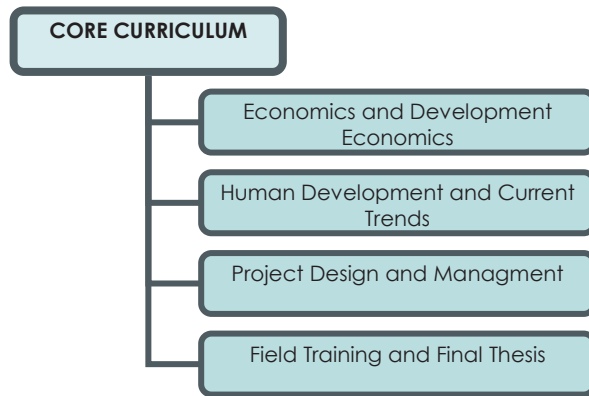 CORE CURRICULUM
Economics and Development
Economics
Human Development and Current
Trends
Project Design and Managment
Field Training and Final Thesis